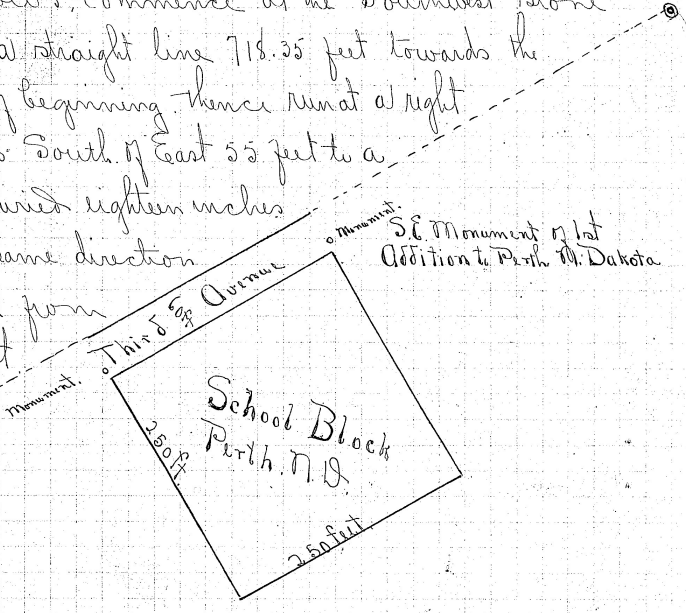 Commence at the Southwest Stone
a straight line 718.35 feet towards the
of beginning thence run at a right
South of East 55 feet to a
buried eighteen inches
same direction
from
Monument.
S.E. Monument of 1st
Addition to Perth N. Dakota
Third 60ft Avenue
Monument.
School Block
Perth. N.D.
250 ft.
250 feet